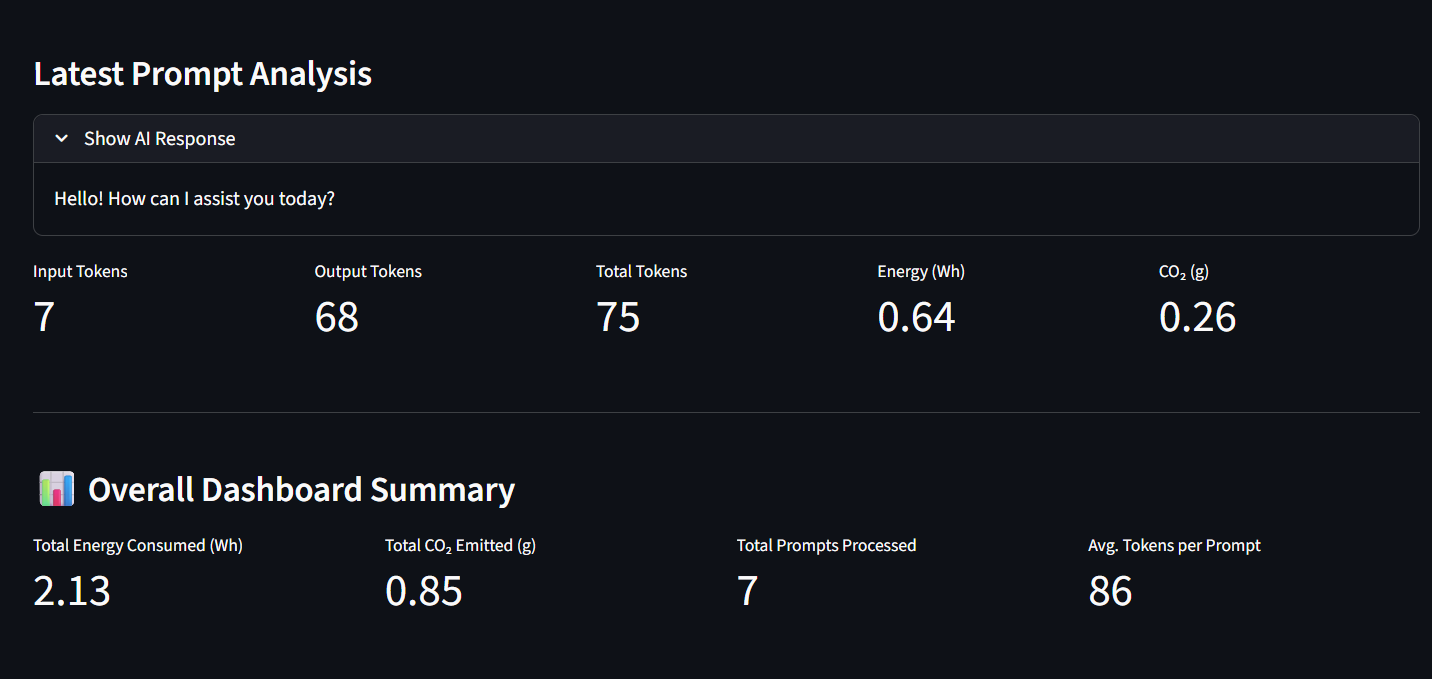 Latest Prompt Analysis
Show AI Response
Hello! How can I assist you today?
Input Tokens
7
Output Tokens
68
Total Tokens
75
Energy (Wh)
0.64
CO₂ (g)
0.26
Overall Dashboard Summary
Total Energy Consumed (Wh)
2.13
Total CO₂ Emitted (g)
0.85
Total Prompts Processed
7
Avg. Tokens per Prompt
86